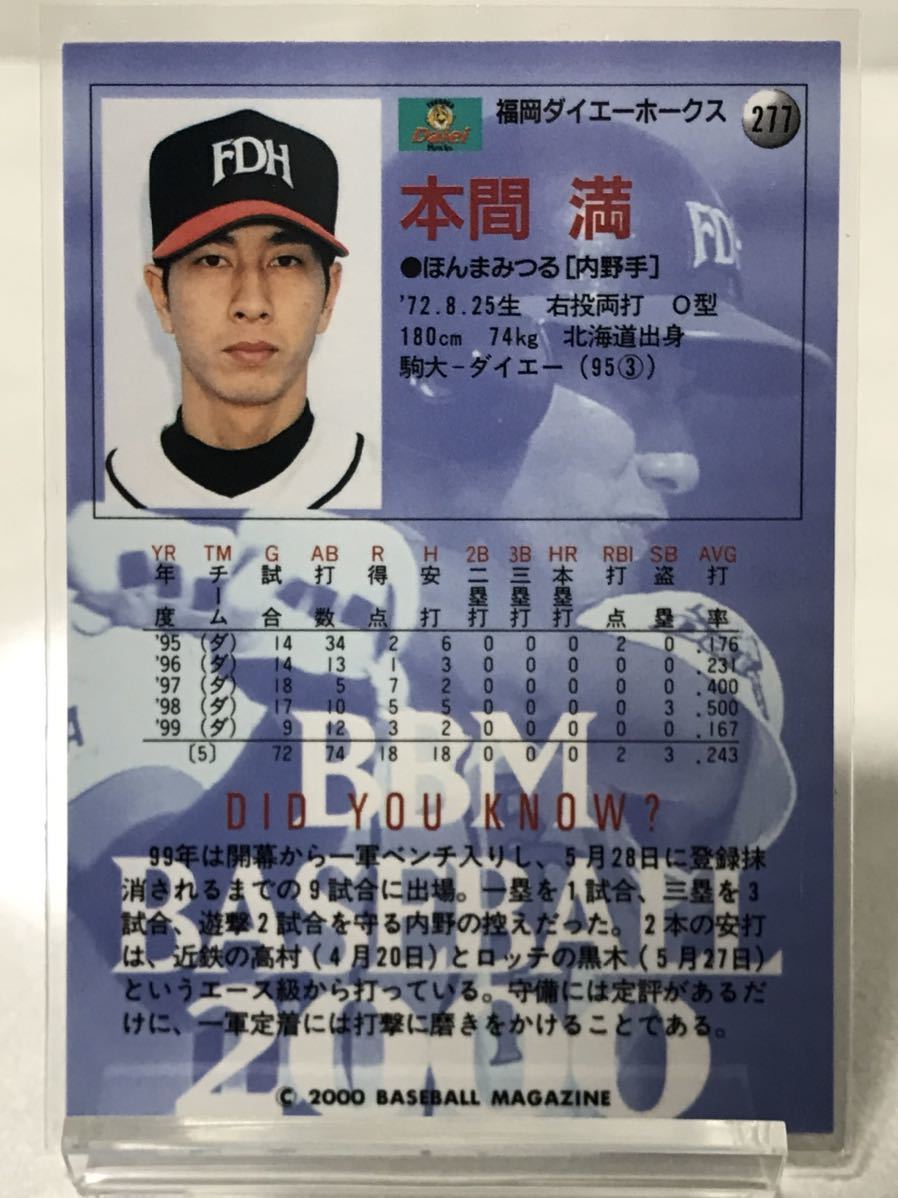 FDH
Daiei
福岡ダイエーホークス
277
本間 満
●ほんまみつる[内野手]
'72.8.25生 右投両打 O型
180cm 74kg 北海道出身
駒大-ダイエー(95③)
FDH
YR TM G AB R H 2B 3B HR RBI SB AVG
年度 チーム 試合 打数 得点 安打 二塁打 三塁打 本塁打 打点 盗塁 打率
'95 (ダ) 14 34 2 6 0 0 0 2 0 .176
'96 (ダ) 14 13 1 3 0 0 0 0 0 .231
'97 (ダ) 18 5 7 2 0 0 0 0 0 .400
'98 (ダ) 17 10 5 5 0 0 0 0 3 .500
'99 (ダ) 9 12 3 2 0 0 0 0 0 .167
[5] 72 74 18 18 0 0 0 2 3 .243
BBM
DID YOU KNOW?
BASEBALL
2000
99年は開幕から一軍ベンチ入りし、5月28日に登録抹
消されるまでの9試合に出場。一塁を1試合、三塁を3
試合、遊撃2試合を守る内野の控えだった。2本の安打
は、近鉄の高村(4月20日)とロッテの黒木(5月27日)
というエース級から打っている。守備には定評があるだ
けに、一軍定着には打撃に磨きをかけることである。
© 2000 BASEBALL MAGAZINE